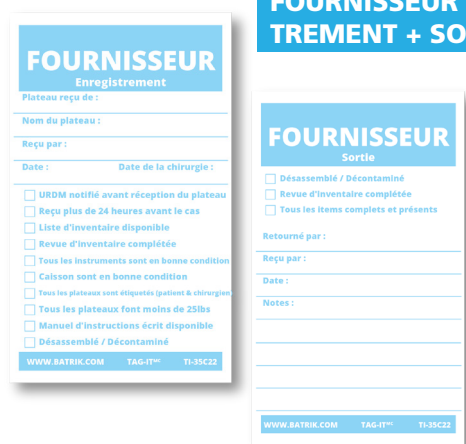 FOURNISSEUR
TREMENT + SO
FOURNISSEUR
Enregistrement
Plateau reçu de :
Nom du plateau :
Reçu par :
Date : Date de la chirurgie :
URDM notifié avant réception du plateau
Reçu plus de 24 heures avant le cas
Liste d'inventaire disponible
Revue d'inventaire complétée
Tous les instruments sont en bonne condition
Caisson sont en bonne condition
Tous les plateaux sont étiquetés (patient & chirurgien)
Tous les plateaux font moins de 25lbs
Manuel d'instructions écrit disponible
Désassemblé / Décontaminé
WWW.BATRIK.COM TAG-ITᴹᶜ TI-35C22
FOURNISSEUR
Sortie
Désassemblé / Décontaminé
Revue d'inventaire complétée
Tous les items complets et présents
Retourné par :
Reçu par :
Date :
Notes :
WWW.BATRIK.COM TAG-ITᴹᶜ TI-35C22